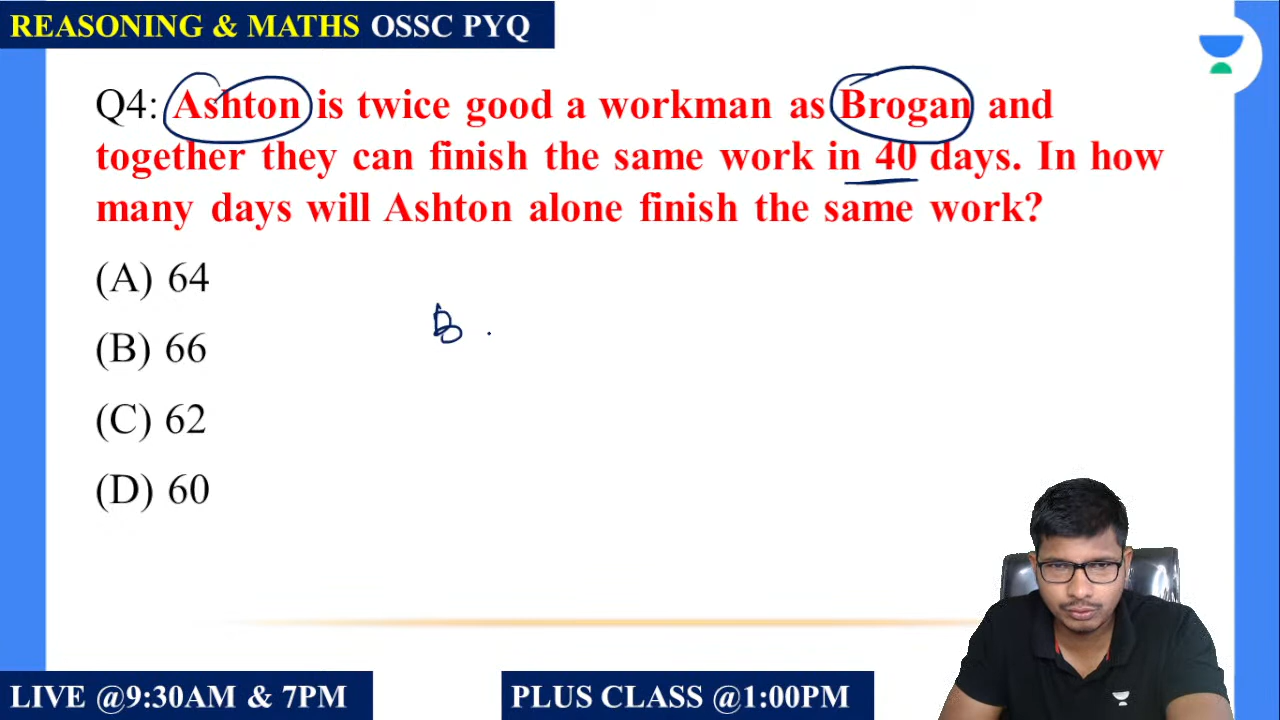 REASONING & MATHS OSSC PYQ
Q4: Ashton is twice good a workman as Brogan and
together they can finish the same work in 40 days. In how
many days will Ashton alone finish the same work?
(A) 64
(B) 66
(C) 62
(D) 60
B
LIVE @9:30AM & 7PM
PLUS CLASS @1:00PM